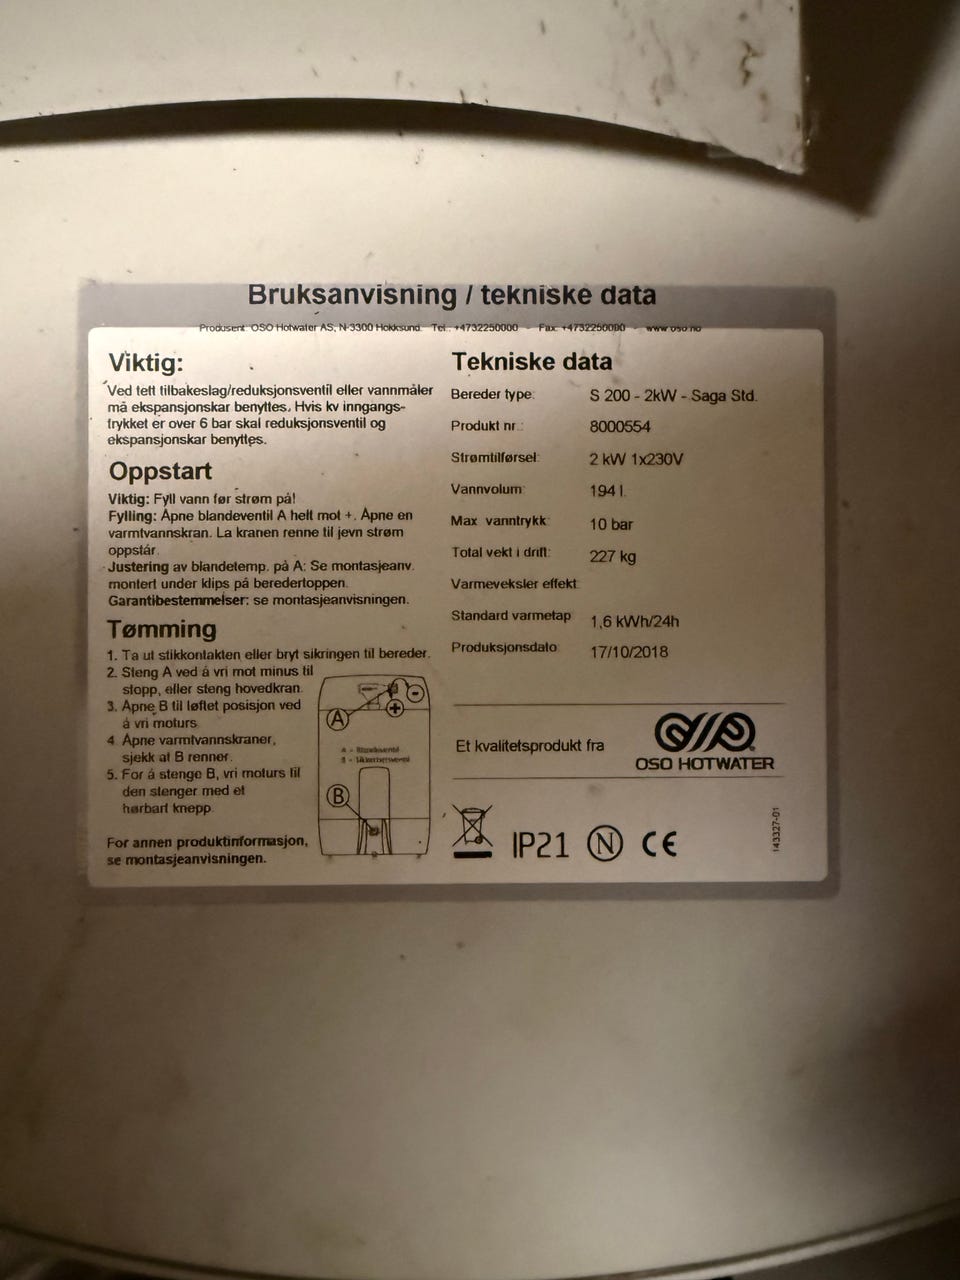 Bruksanvisning / tekniske data
Produsent: OSO Hotwater AS, N-3300 Hokksund. Tel.: +4732250000 - Fax: +4732250090 - www.oso.no
Viktig:
Ved tett tilbakeslag/reduksjonsventil eller vannmåler
må ekspansjonskar benyttes. Hvis kv inngangs-
trykket er over 6 bar skal reduksjonsventil og
ekspansjonskar benyttes.
Oppstart
Viktig: Fyll vann før strøm på!
Fylling: Åpne blandeventil A helt mot +. Åpne en
varmtvannskran. La kranen renne til jevn strøm
oppstår.
Justering av blandetemp. på A: Se montasjeanv.
montert under klips på beredertoppen.
Garantibestemmelser: se montasjeanvisningen.
Tømming
1. Ta ut stikkontakten eller bryt sikringen til bereder.
2. Steng A ved å vri mot minus til
stopp, eller steng hovedkran.
3. Åpne B til løftet posisjon ved
å vri moturs
4. Åpne varmtvannskraner,
sjekk at B renner.
5. For å stenge B, vri moturs til
den stenger med et
hørbart knepp.
For annen produktinformasjon,
se montasjeanvisningen.
A
-
+
A = Blandeventil
B = Sikkerhetsventil
B
Tekniske data
Bereder type: S 200 - 2kW - Saga Std.
Produkt nr.: 8000554
Strømtilførsel: 2 kW 1x230V
Vannvolum: 194 l.
Max. vanntrykk: 10 bar
Total vekt i drift: 227 kg
Varmeveksler effekt:
Standard varmetap 1,6 kWh/24h
Produksjonsdato 17/10/2018
Et kvalitetsprodukt fra
OSO HOTWATER
IP21 N CE
143327-01